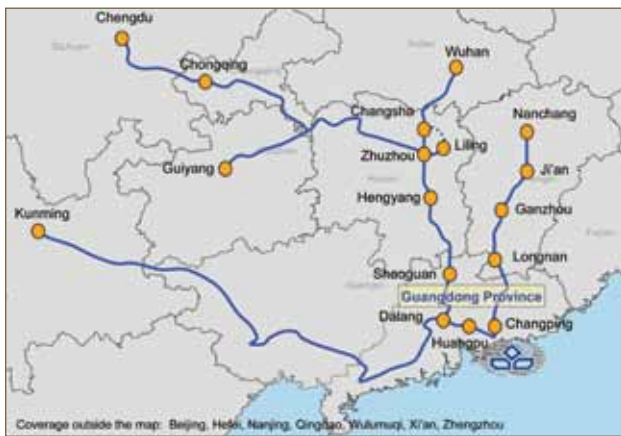 Chengdu
Wuhan
Chongqing
Changsha
Nanchang
Liling
Zhuzhou
Guiyang
Ji'an
Hengyang
Ganzhou
Kunming
Longnan
Shaoguan
Guangdong Province
Dalang
Changping
Huangpu
Coverage outside the map: Beijing, Hefei, Nanjing, Qingdao, Wulumuqi, Xi'an, Zhengzhou